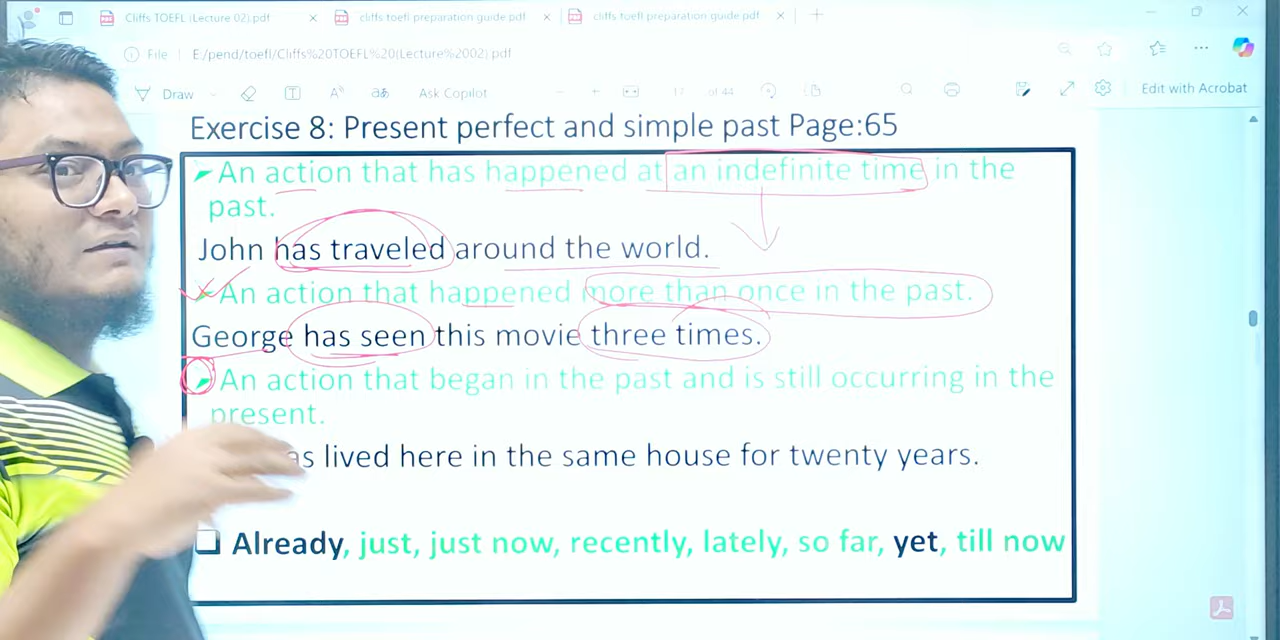 Cliffs TOEFL (Lecture 02).pdf
cliffs toefl preparation guide pdf
cliffs toefl preparation guide pdf
File
E:/pend/toefl/Cliffs%20TOEFL%20(Lecture%2002).pdf
Draw
Ask Copilot
17 of 44
Edit with Acrobat
Exercise 8: Present perfect and simple past Page:65
An action that has happened at an indefinite time in the
past.
John has traveled around the world.
An action that happened more than once in the past.
George has seen this movie three times.
An action that began in the past and is still occurring in the
present.
as lived here in the same house for twenty years.
Already, just, just now, recently, lately, so far, yet, till now